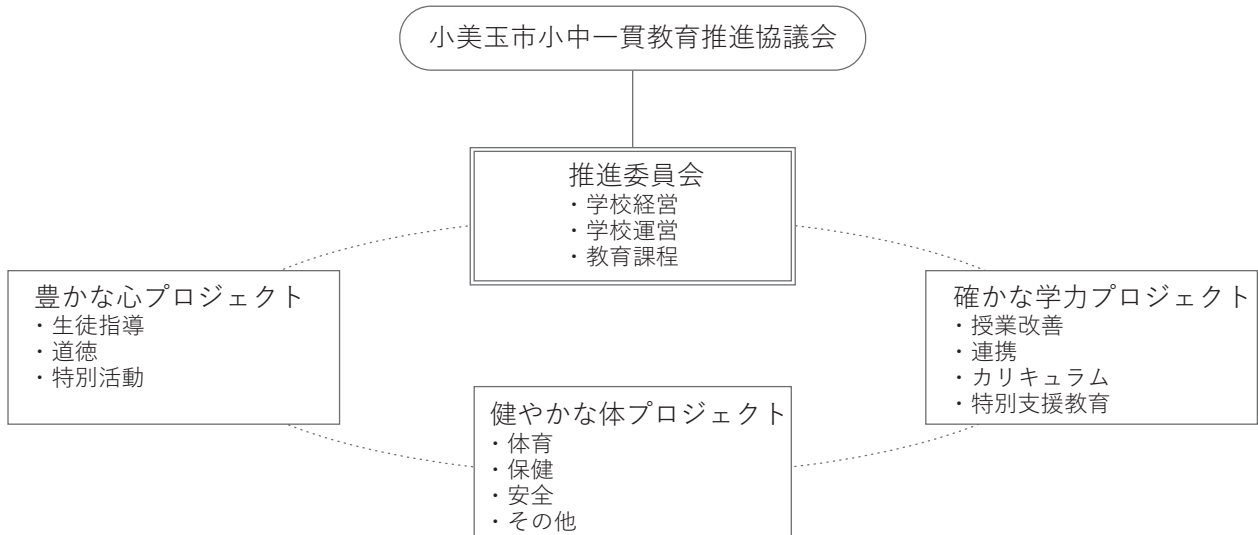 小美玉市小中一貫教育推進協議会
推進委員会
・学校経営
・学校運営
・教育課程
豊かな心プロジェクト
・生徒指導
・道徳
・特別活動
確かな学力プロジェクト
・授業改善
・連携
・カリキュラム
・特別支援教育
健やかな体プロジェクト
・体育
・保健
・安全
・その他